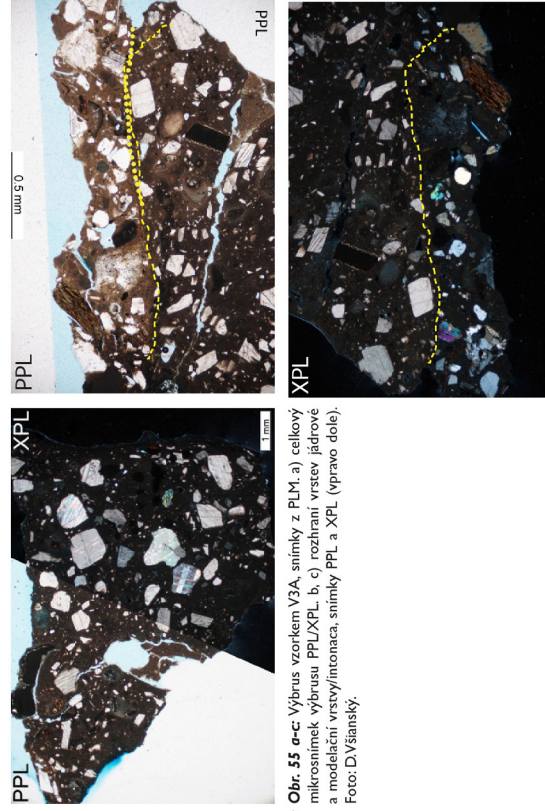 PPL
XPL
1 mm
PPL
0.5 mm
PPL
XPL
Obr. 55 a-c: Výbrus vzorkem V3A, snímky z PLM. a) celkový
mikrosnímek výbrusu PPL/XPL. b, c) rozhraní vrstev jádrové
a modelační vrstvy/intonaca, snímky PPL a XPL (vpravo dole).
Foto: D.Všianský.